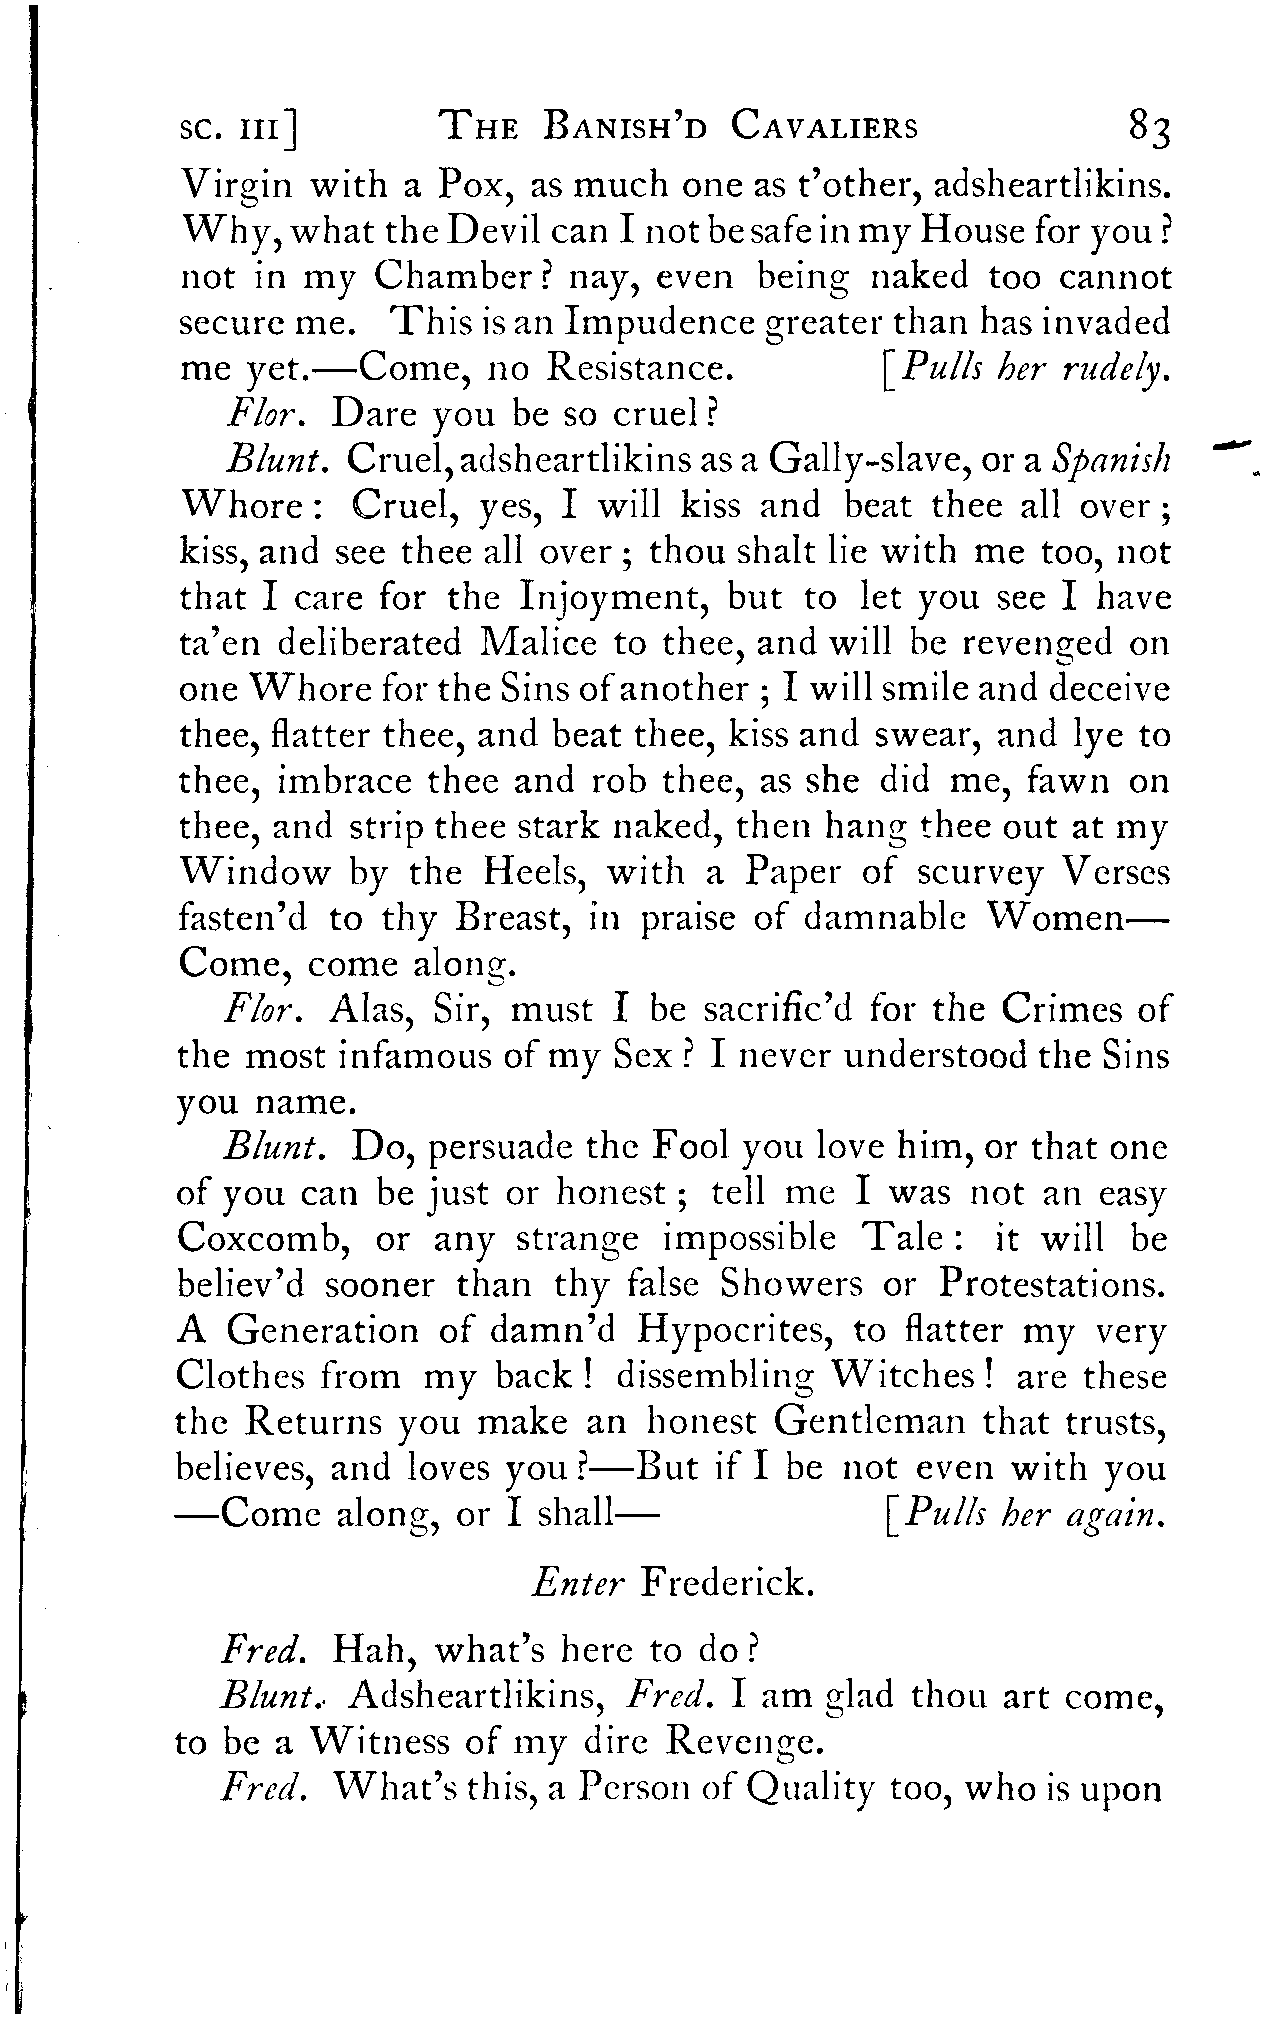 SC. III] THE BANISH'D CAVALIERS 83
Virgin with a Pox, as much one as t'other, adsheartlikins.
Why, what the Devil can I not be safe in my House for you?
not in my Chamber? nay, even being naked too cannot
secure me. This is an Impudence greater than has invaded
me yet.—Come, no Resistance. [Pulls her rudely.
Flor. Dare you be so cruel?
Blunt. Cruel, adsheartlikins as a Gally-slave, or a Spanish
Whore: Cruel, yes, I will kiss and beat thee all over;
kiss, and see thee all over; thou shalt lie with me too, not
that I care for the Injoyment, but to let you see I have
ta'en deliberated Malice to thee, and will be revenged on
one Whore for the Sins of another; I will smile and deceive
thee, flatter thee, and beat thee, kiss and swear, and lye to
thee, imbrace thee and rob thee, as she did me, fawn on
thee, and strip thee stark naked, then hang thee out at my
Window by the Heels, with a Paper of scurvey Verses
fasten'd to thy Breast, in praise of damnable Women—
Come, come along.
Flor. Alas, Sir, must I be sacrific'd for the Crimes of
the most infamous of my Sex? I never understood the Sins
you name.
Blunt. Do, persuade the Fool you love him, or that one
of you can be just or honest; tell me I was not an easy
Coxcomb, or any strange impossible Tale: it will be
believ'd sooner than thy false Showers or Protestations.
A Generation of damn'd Hypocrites, to flatter my very
Clothes from my back! dissembling Witches! are these
the Returns you make an honest Gentleman that trusts,
believes, and loves you?—But if I be not even with you
—Come along, or I shall— [Pulls her again.
Enter Frederick.
Fred. Hah, what's here to do?
Blunt. Adsheartlikins, Fred. I am glad thou art come,
to be a Witness of my dire Revenge.
Fred. What's this, a Person of Quality too, who is upon